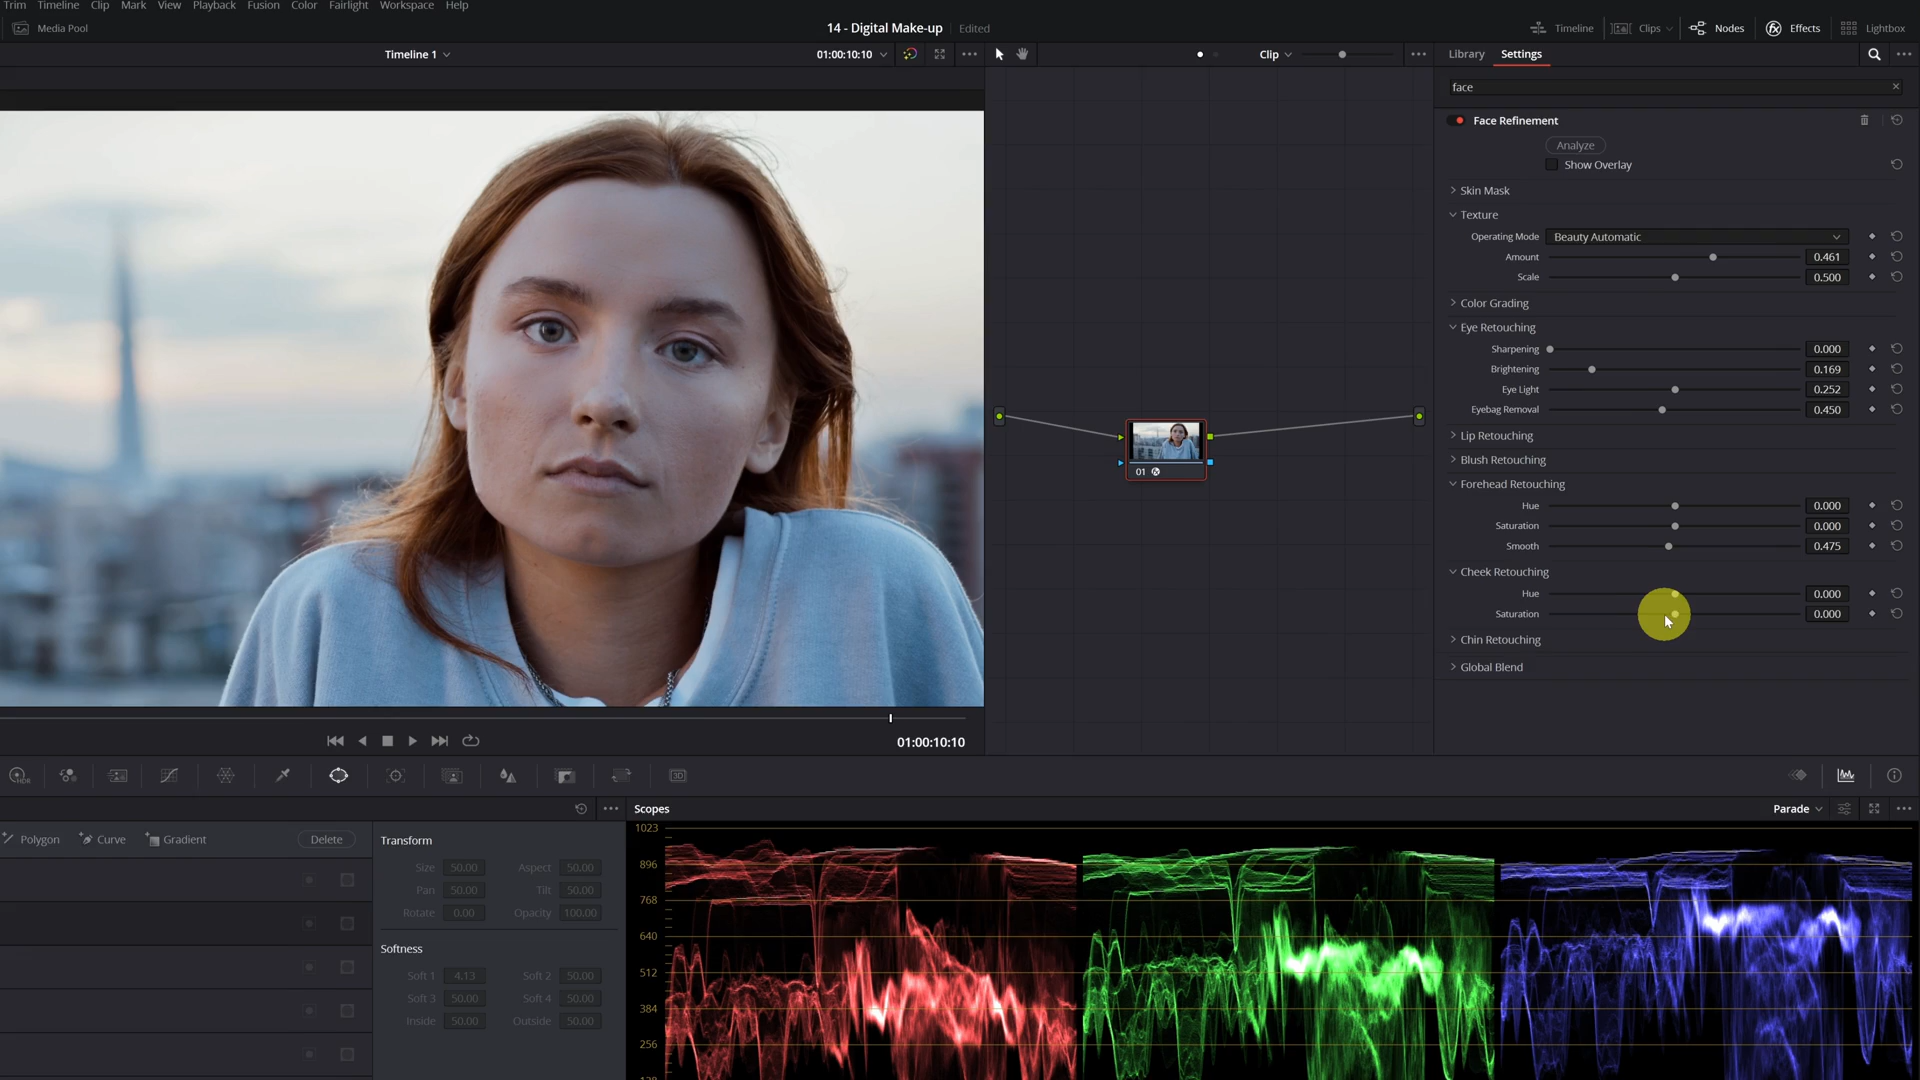 Trim Timeline Clip Mark View Playback Fusion Color Fairlight Workspace Help
Media Pool
14 - Digital Make-up Edited
Timeline Clips Nodes Effects Lightbox
Timeline 1
01:00:10:10
Clip
Library Settings
face
Face Refinement
Analyze
Show Overlay
Skin Mask
Texture
Operating Mode Beauty Automatic
Amount 0.461
Scale 0.500
Color Grading
Eye Retouching
Sharpening 0.000
Brightening 0.169
Eye Light 0.252
Eyebag Removal 0.450
Lip Retouching
Blush Retouching
Forehead Retouching
Hue 0.000
Saturation 0.000
Smooth 0.475
Cheek Retouching
Hue 0.000
Saturation 0.000
Chin Retouching
Global Blend
01
01:00:10:10
HDR
3D
Polygon Curve Gradient Delete
Transform
Size 50.00 Aspect 50.00
Pan 50.00 Tilt 50.00
Rotate 0.00 Opacity 100.00
Softness
Soft 1 4.13 Soft 2 50.00
Soft 3 50.00 Soft 4 50.00
Inside 50.00 Outside 50.00
Scopes
Parade
1023
896
768
640
512
384
256
128